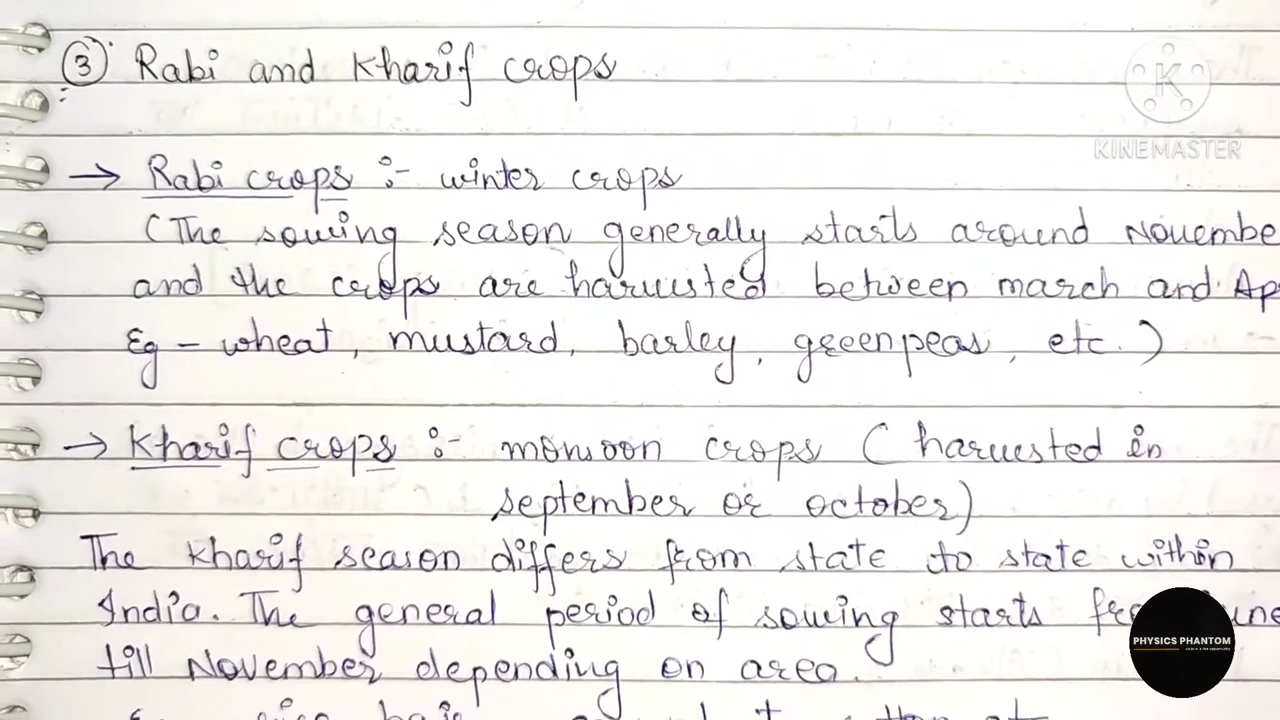 ③ Rabi and Kharif crops
KINEMASTER
→ Rabi crops :- winter crops
(The sowing season generally starts around Novembe
and the crops are harvested between march and Ap
Eg - wheat, mustard, barley, greenpeas, etc.)
→ Kharif crops :- monsoon crops ( harvested in
september or october)
The kharif season differs from state to state within
India. The general period of sowing starts
till November depending on area.
PHYSICS PHANTOM